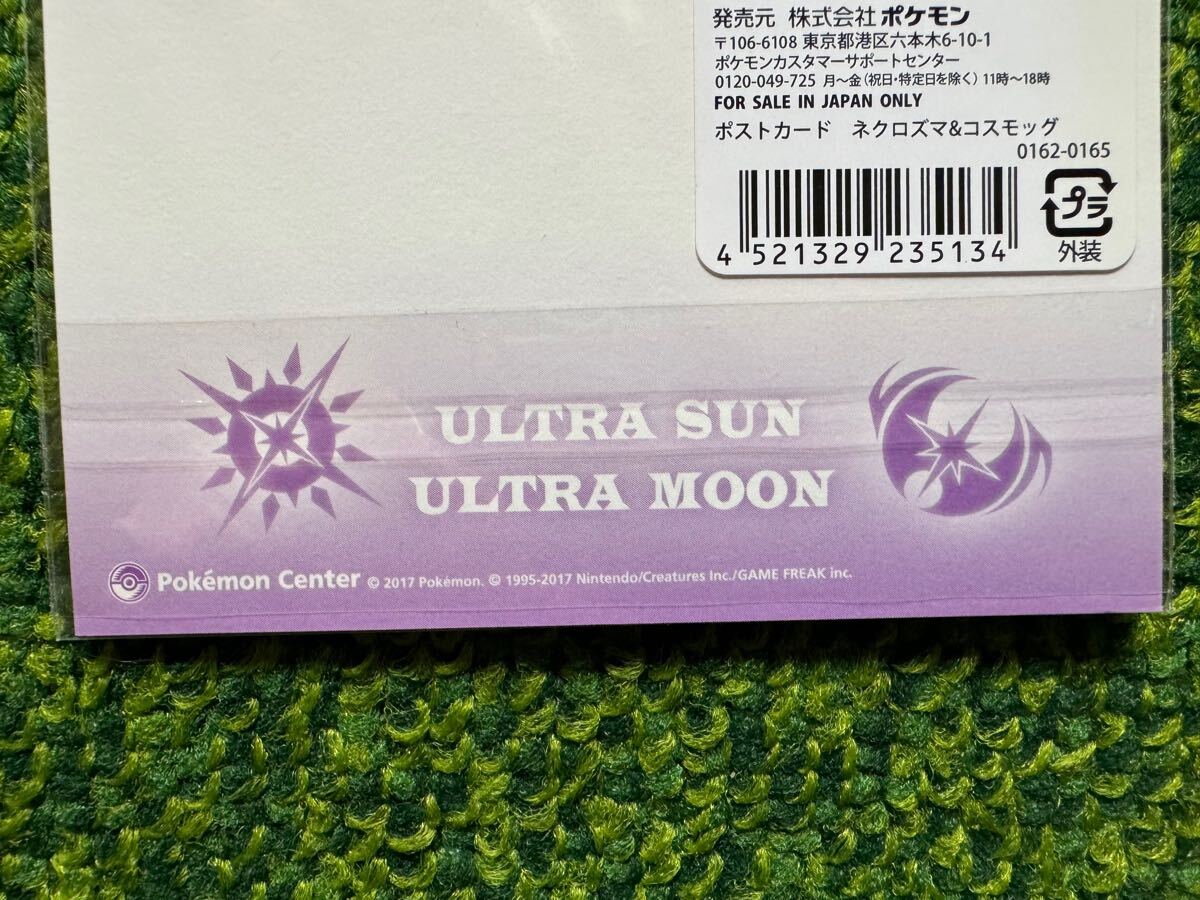 発売元 株式会社ポケモン
〒106-6108 東京都港区六本木6-10-1
ポケモンカスタマーサポートセンター
0120-049-725 月～金（祝日・特定日を除く）11時～18時
FOR SALE IN JAPAN ONLY
ポストカード ネクロズマ&コスモッグ
0162-0165
プラ
外装
4 521329 235134
ULTRA SUN
ULTRA MOON
Pokémon Center © 2017 Pokémon. © 1995-2017 Nintendo/Creatures Inc./GAME FREAK inc.